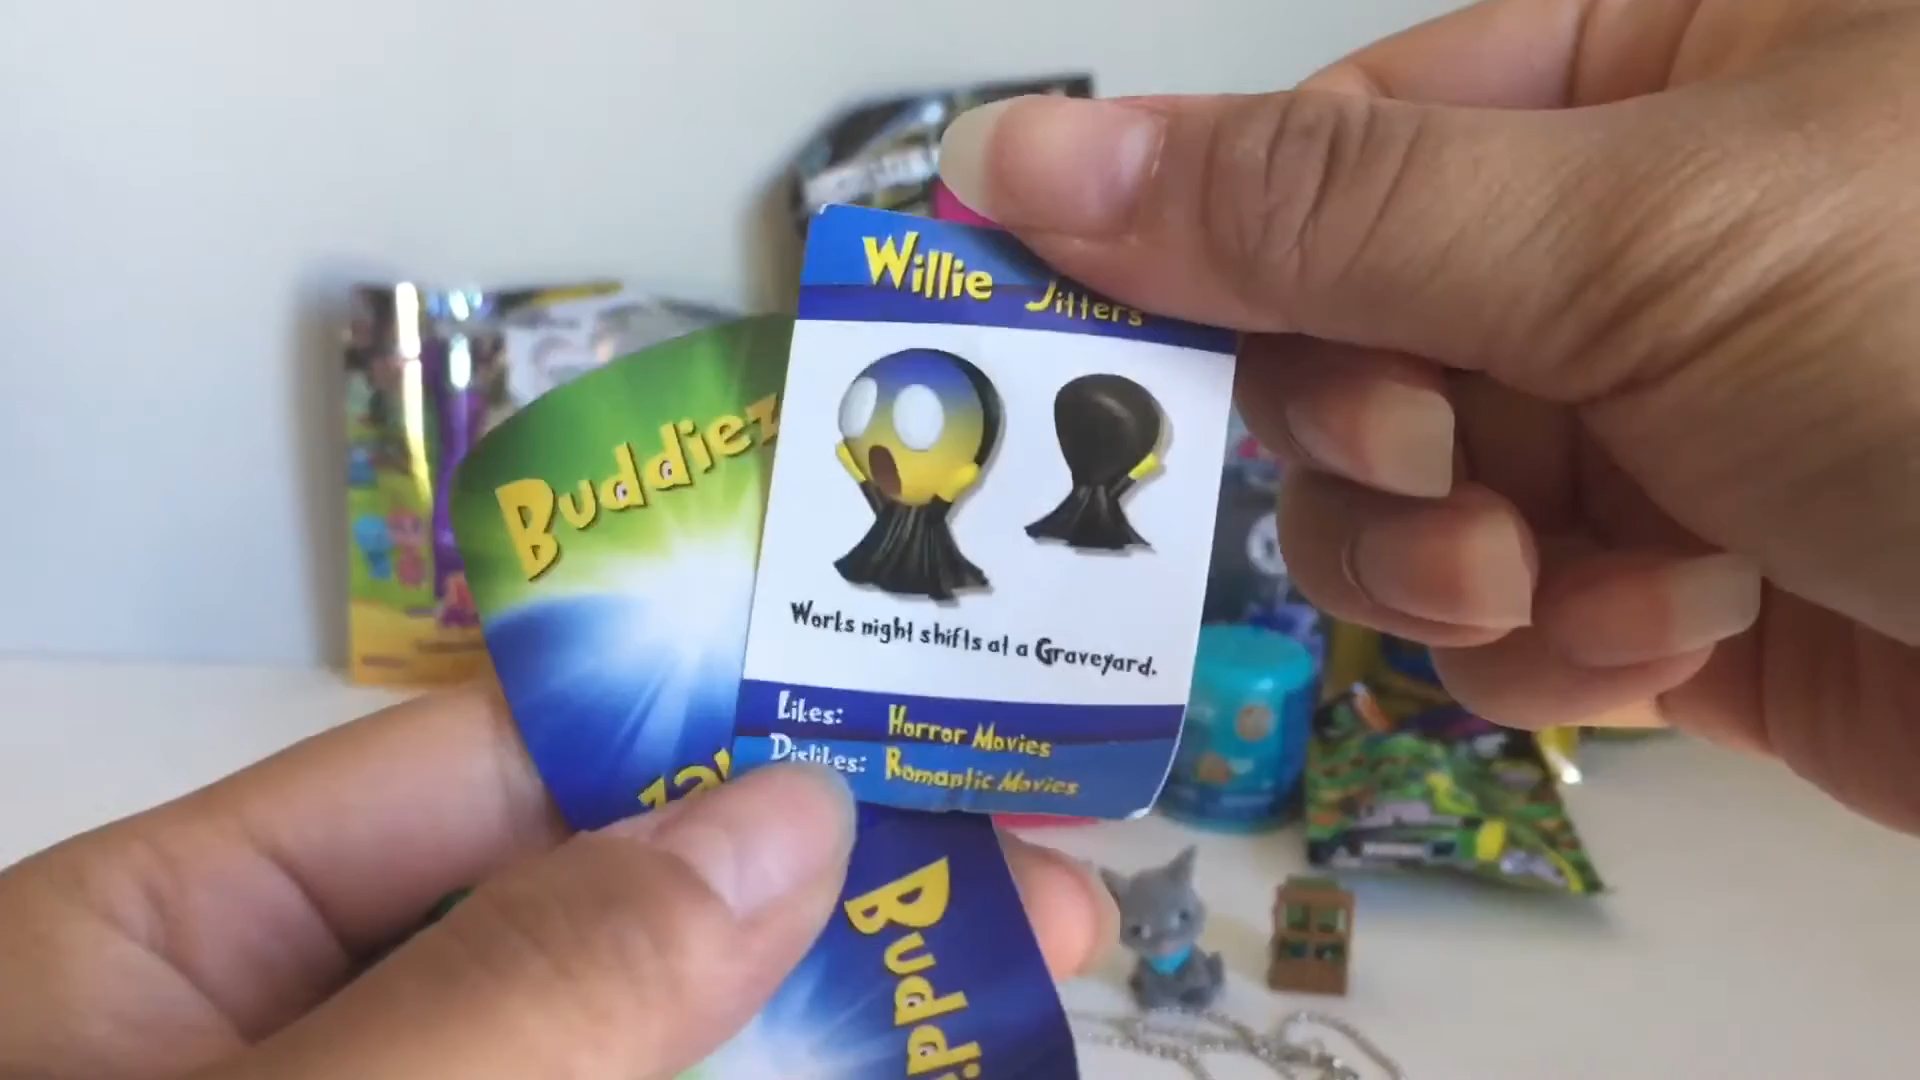 Willie Jitters
Works night shifts at a Graveyard.
Likes: Horror Movies
Dislikes: Romantic Movies
Buddiez
Buddi